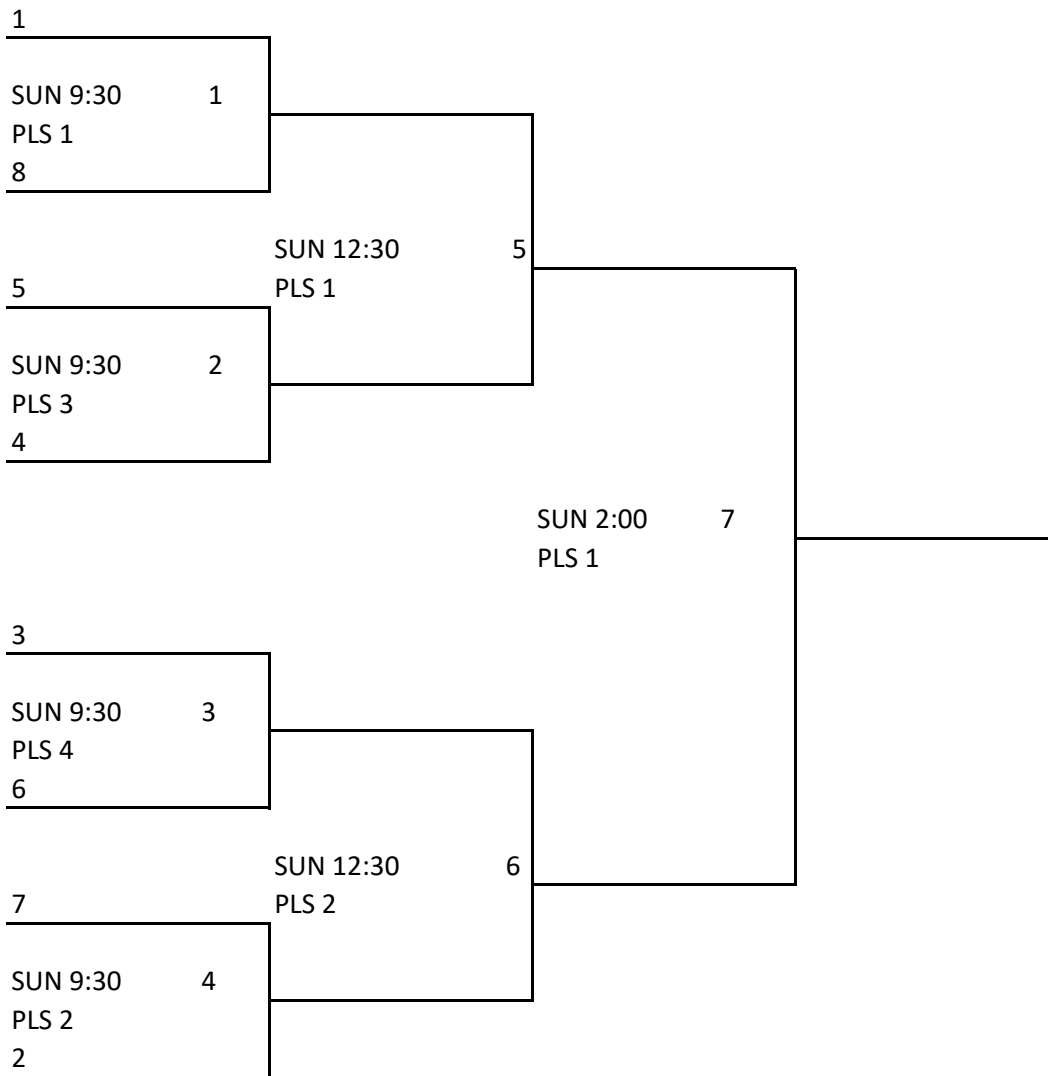 1
SUN 9:30 1
PLS 1
8
SUN 12:30 5
5
PLS 1
SUN 9:30 2
PLS 3
4
SUN 2:00 7
PLS 1
3
SUN 9:30 3
PLS 4
6
SUN 12:30 6
7
PLS 2
SUN 9:30 4
PLS 2
2